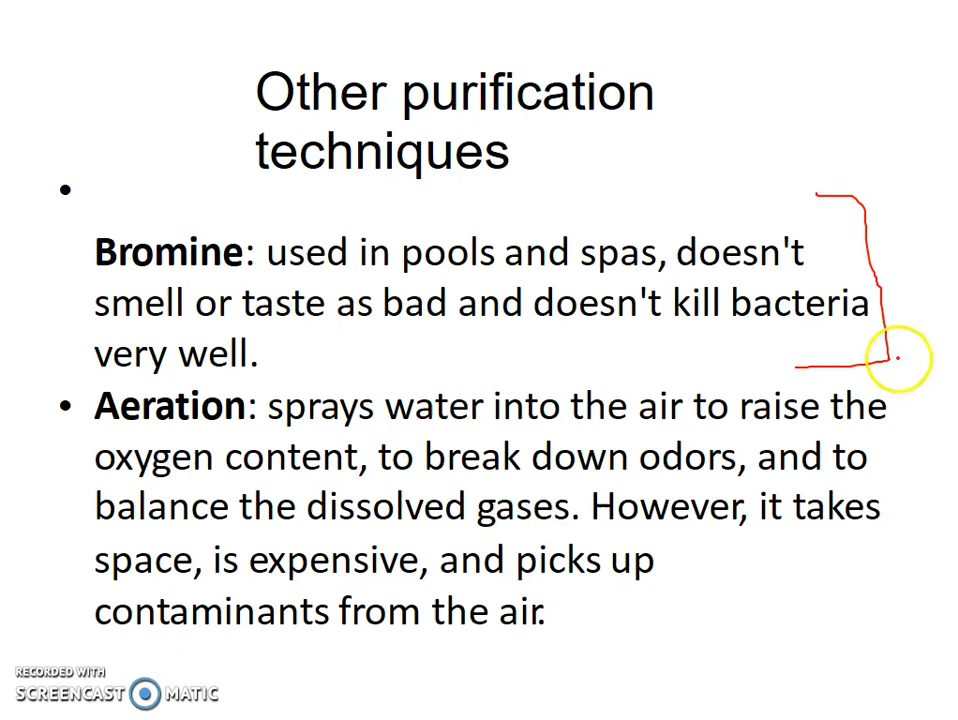 Other purification
techniques
•
Bromine: used in pools and spas, doesn't
smell or taste as bad and doesn't kill bacteria
very well.
• Aeration: sprays water into the air to raise the
oxygen content, to break down odors, and to
balance the dissolved gases. However, it takes
space, is expensive, and picks up
contaminants from the air.
RECORDED WITH
SCREENCAST MATIC